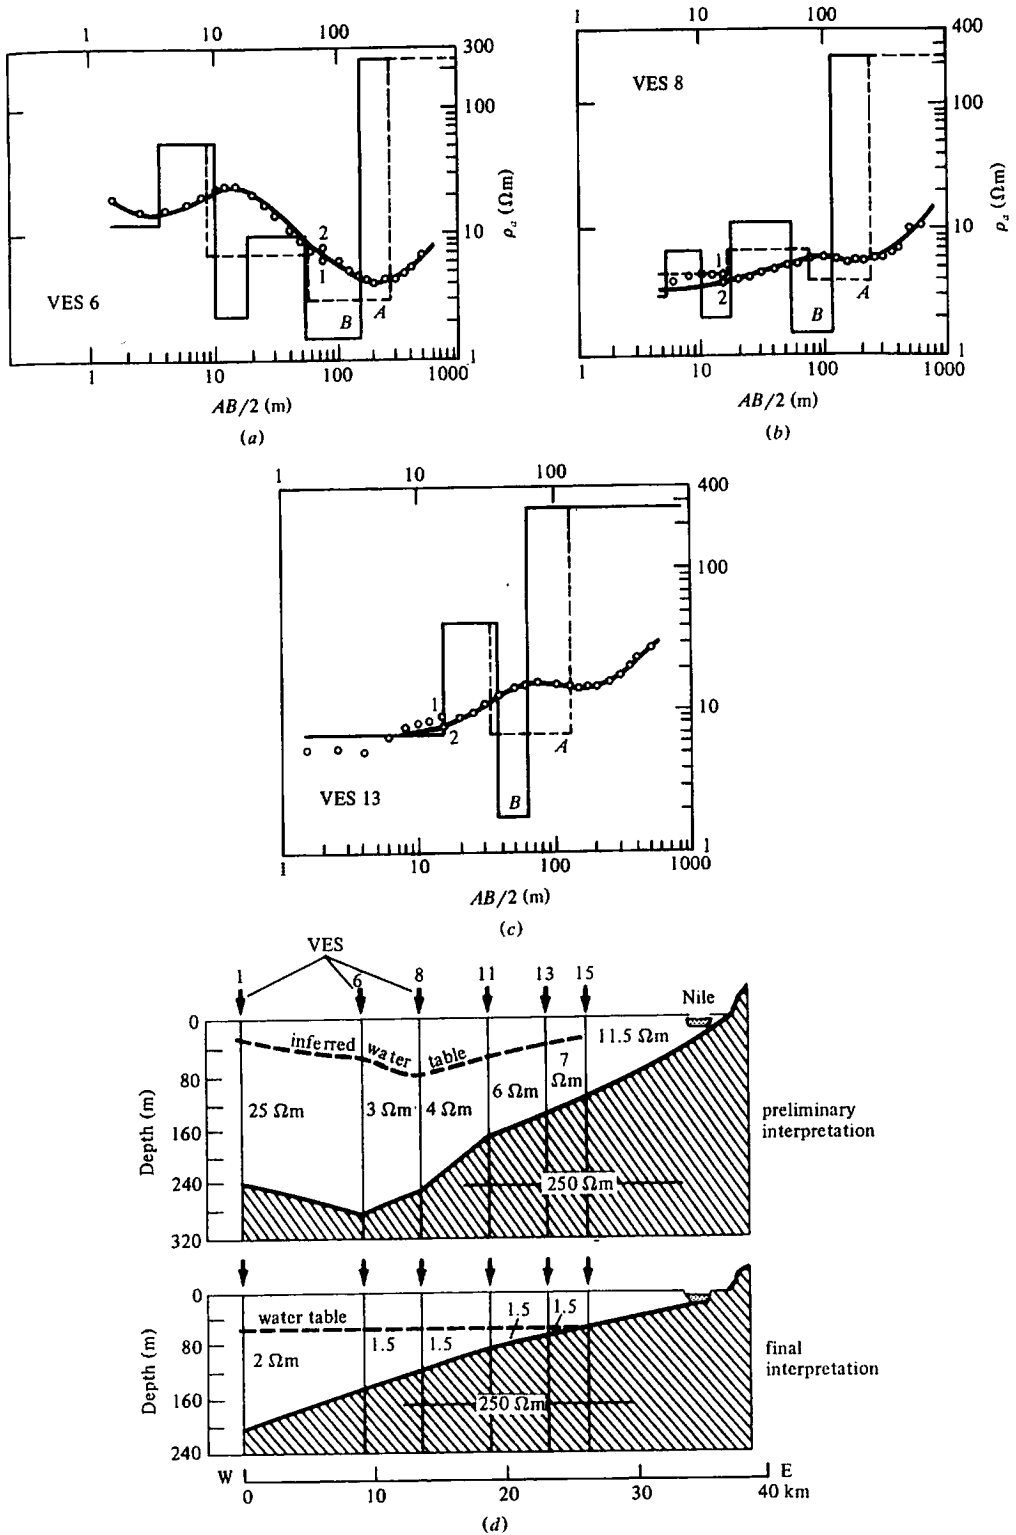 1 10 100
300
100
10
1
ρa (Ωm)
VES 6
2
1
B
A
1 10 100 1000
AB/2 (m)
(a)
1 10 100
400
100
10
1
ρa (Ωm)
VES 8
1
2
B
A
1 10 100 1000
AB/2 (m)
(b)
1 10 100
400
100
10
1
ρa (Ωm)
VES 13
1
2
B
A
1 10 100 1000
AB/2 (m)
(c)
VES
1 6 8 11 13 15
Nile
0
80
160
240
320
Depth (m)
inferred water table
25 Ωm 3 Ωm 4 Ωm 6 Ωm 7 Ωm 11.5 Ωm
250 Ωm
preliminary
interpretation
0
80
160
240
Depth (m)
water table
2 Ωm 1.5 1.5 1.5 1.5
250 Ωm
final
interpretation
W E
0 10 20 30 40 km
(d)